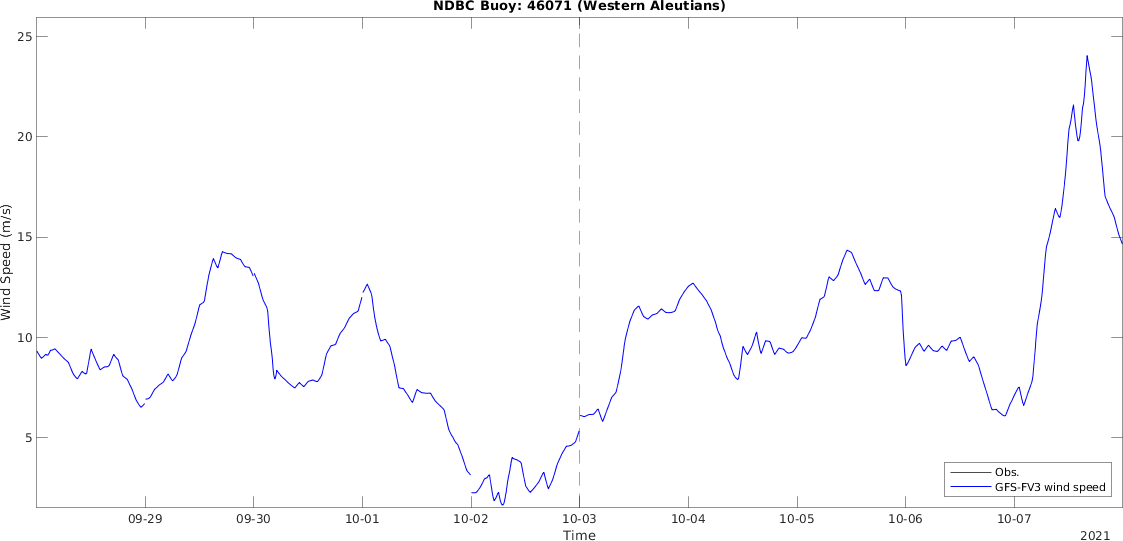 NDBC Buoy: 46071 (Western Aleutians)
25
20
15
10
5
Wind Speed (m/s)
Obs.
GFS-FV3 wind speed
09-29 09-30 10-01 10-02 10-03 10-04 10-05 10-06 10-07
Time
2021